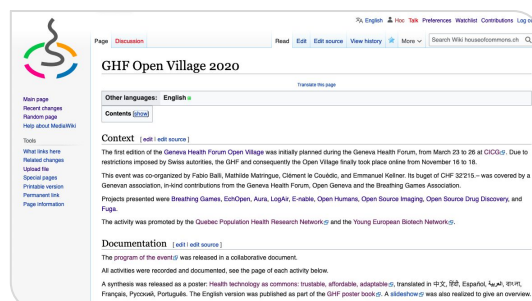 English Hoc Talk Preferences Watchlist Contributions Log ou
Page Discussion Read Edit Edit source View history More Search Wiki houseofcommons.ch
GHF Open Village 2020
Translate this page
Other languages: English
Contents [show]
Main page
Recent changes
Random page
Help about MediaWiki
Tools
What links here
Related changes
Upload file
Special pages
Printable version
Permanent link
Page information
Context [ edit | edit source ]
The first edition of the Geneva Health Forum Open Village was initially planned during the Geneva Health Forum, from March 23 to 26 at CICG. Due to
restrictions imposed by Swiss autorities, the GHF and consequently the Open Village finally took place online from November 16 to 18.
This event was co-organized by Fabio Balli, Mathilde Matringue, Clément le Couédic, and Emmanuel Kellner. Its buget of CHF 32'215.– was covered by a
Genevan association, in-kind contributions from the Geneva Health Forum, Open Geneva and the Breathing Games Association.
Projects presented were Breathing Games, EchOpen, Aura, LogAir, E-nable, Open Humans, Open Source Imaging, Open Source Drug Discovery, and
Fuga.
The activity was promoted by the Quebec Population Health Research Network and the Young European Biotech Network.
Documentation [ edit | edit source ]
The program of the event was released in a collaborative document.
All activities were recorded and documented, see the page of each activity below.
A synthesis was released as a poster: Health technology as commons: trustable, affordable, adaptable, translated in 中文, हिंदी, Español, العربية, বাংলা,
Français, Русский, Português. The English version was published as part of the GHF poster book. A slideshow was also realized to give an overview.